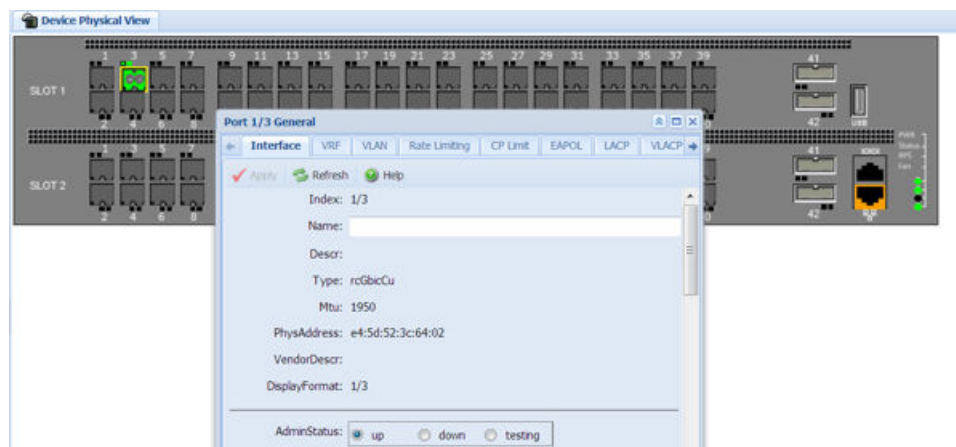 Device Physical View
1 3 5 7 9 11 13 15 17 19 21 23 25 27 29 31 33 35 37 39 41
SLOT 1
2 4 6 8 42 USB
Port 1/3 General
Interface VRF VLAN Rate Limiting CP Limit EAPOL LACP VLACP
Apply Refresh Help
Index: 1/3
Name:
Descr:
Type: rcGbicCu
Mtu: 1950
PhysAddress: e4:5d:52:3c:64:02
VendorDescr:
DisplayFormat: 1/3
AdminStatus: up down testing
PWR
Status
RPS
Fan
41
SLOT 2
2 4 6 8 42